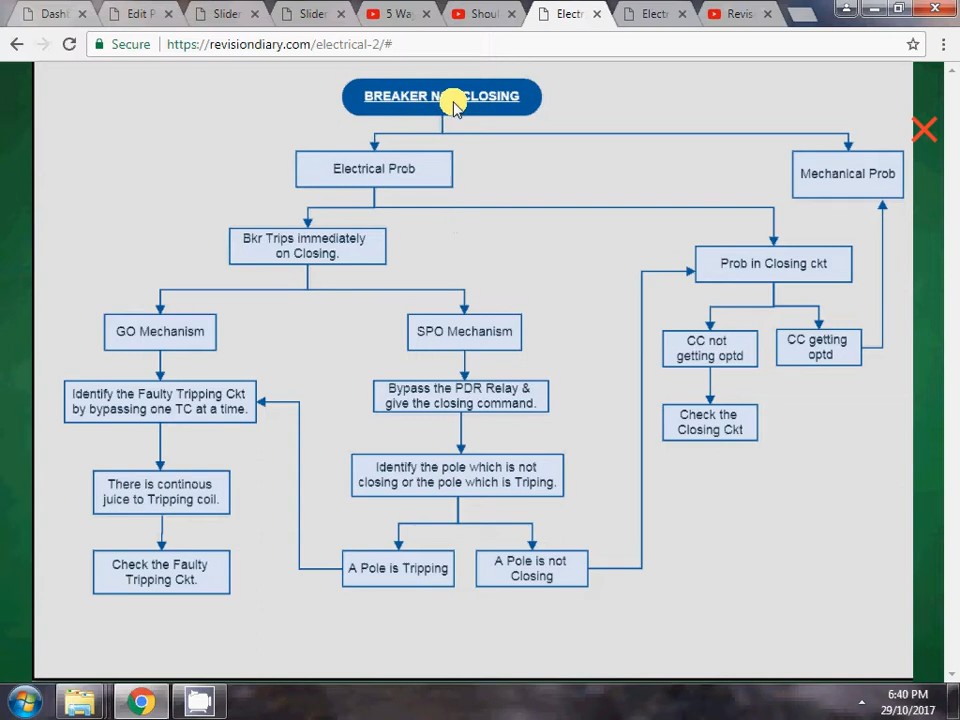 Dash
Edit P
Slider
Slider
5 Wa
Shou
Electr
Electr
Revis
Secure
https://revisiondiary.com/electrical-2/#
BREAKER N CLOSING
Electrical Prob
Mechanical Prob
Bkr Trips immediately
on Closing.
Prob in Closing ckt
GO Mechanism
SPO Mechanism
CC not
getting optd
CC getting
optd
Identify the Faulty Tripping Ckt
by bypassing one TC at a time.
Bypass the PDR Relay &
give the closing command.
Check the
Closing Ckt
There is continous
juice to Tripping coil.
Identify the pole which is not
closing or the pole which is Triping.
Check the Faulty
Tripping Ckt.
A Pole is Tripping
A Pole is not
Closing
6:40 PM
29/10/2017